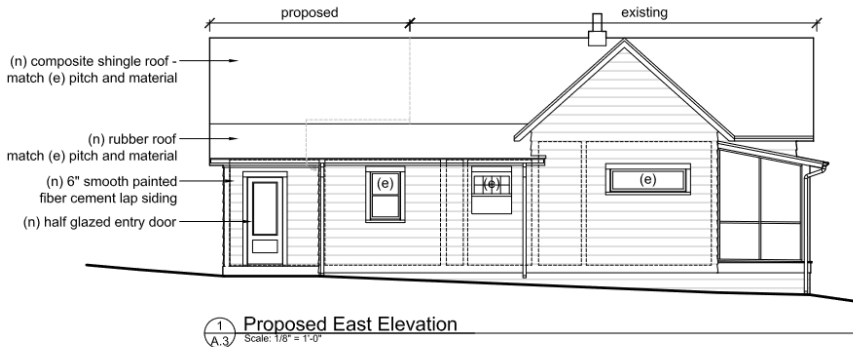 proposed
existing
(n) composite shingle roof -
match (e) pitch and material
(n) rubber roof
match (e) pitch and material
(n) 6" smooth painted
fiber cement lap siding
(n) half glazed entry door
(e)
(e)
(e)
1
A.3
Proposed East Elevation
Scale: 1/8" = 1'-0"